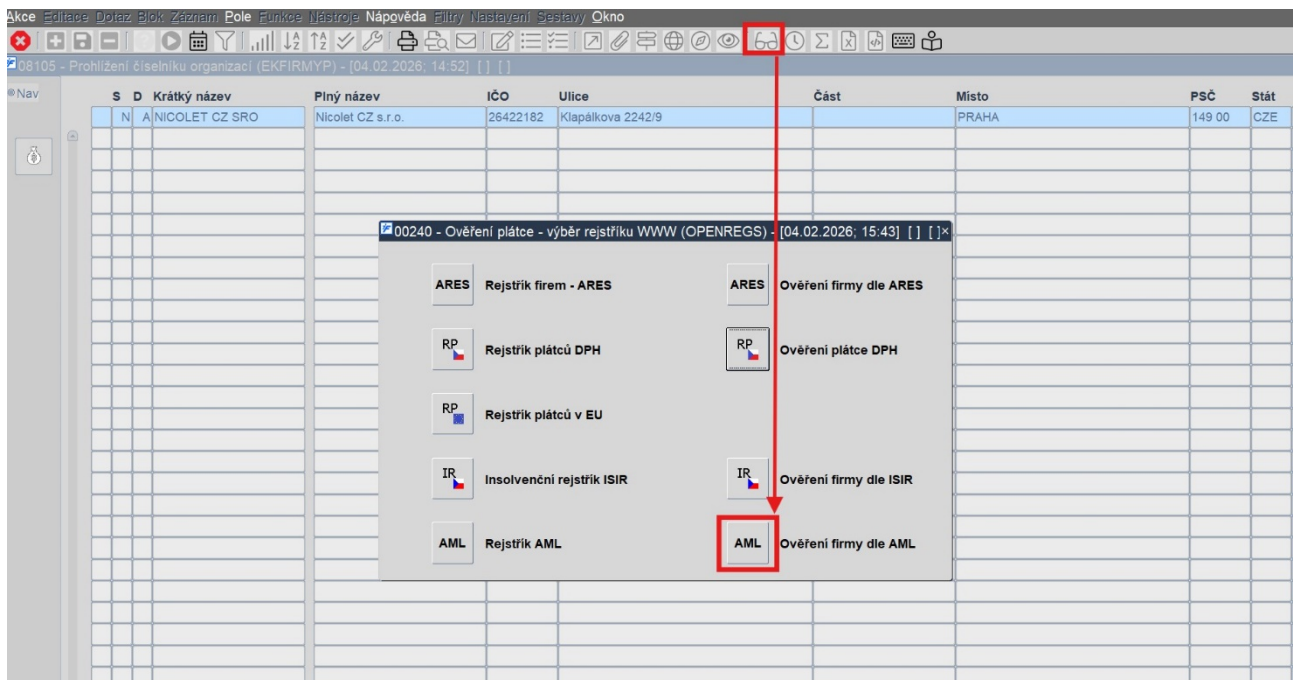 Akce Editace Dotaz Blok Záznam Pole Funkce Nástroje Nápověda Filtry Nastavení Sestavy Okno
08105 - Prohlížení číselníku organizací (EKFIRMYP) - [04.02.2026; 14:52] [ ] [ ]
Nav
S D Krátký název Plný název IČO Ulice Část Místo PSČ Stát
N A NICOLET CZ SRO Nicolet CZ s.r.o. 26422182 Klapálkova 2242/9 PRAHA 149 00 CZE
00240 - Ověření plátce - výběr rejstříku WWW (OPENREGS) - [04.02.2026; 15:43] [ ] [ ]×
ARES Rejstřík firem - ARES ARES Ověření firmy dle ARES
RP Rejstřík plátců DPH RP Ověření plátce DPH
RP Rejstřík plátců v EU
IR Insolvenční rejstřík ISIR IR Ověření firmy dle ISIR
AML Rejstřík AML AML Ověření firmy dle AML